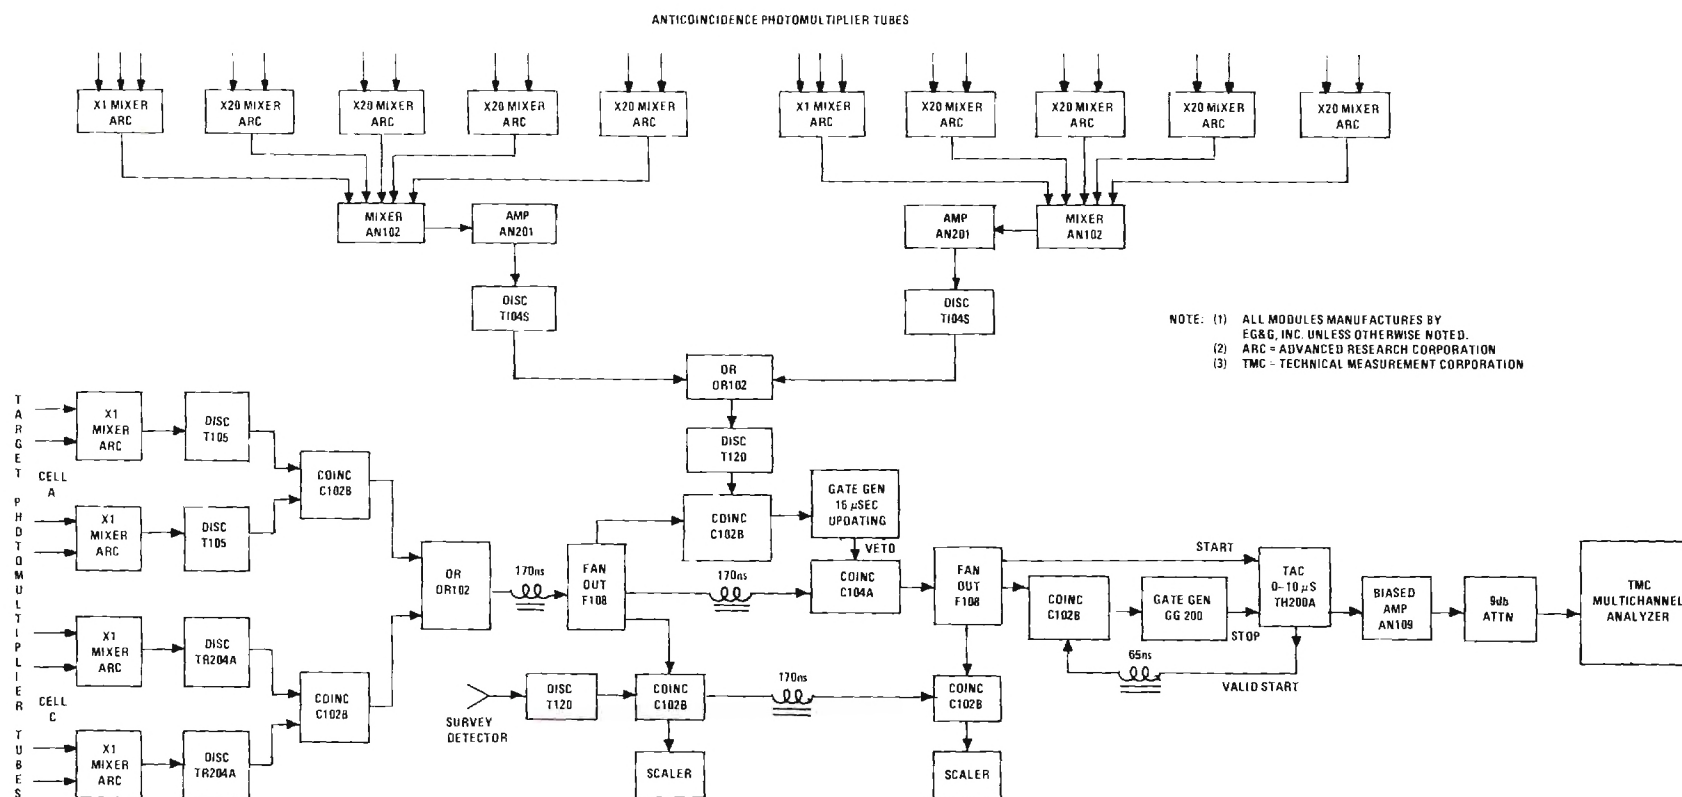 ANTICOINCIDENCE PHOTOMULTIPLIER TUBES
X1 MIXER
ARC
X20 MIXER
ARC
X20 MIXER
ARC
X20 MIXER
ARC
X20 MIXER
ARC
X1 MIXER
ARC
X20 MIXER
ARC
X20 MIXER
ARC
X20 MIXER
ARC
X20 MIXER
ARC
MIXER
AN102
AMP
AN201
AMP
AN201
MIXER
AN102
DISC
T104S
DISC
T104S
NOTE: (1) ALL MODULES MANUFACTURES BY
EG&G, INC. UNLESS OTHERWISE NOTED.
(2) ARC = ADVANCED RESEARCH CORPORATION
(3) TMC = TECHNICAL MEASUREMENT CORPORATION
OR
OR102
DISC
T120
TARGET PHOTOMULTIPLIER TUBES
CELL
A
X1
MIXER
ARC
DISC
T105
X1
MIXER
ARC
DISC
T105
COINC
C102B
CELL
C
X1
MIXER
ARC
DISC
TR204A
X1
MIXER
ARC
DISC
TR204A
COINC
C102B
OR
OR102
170ns
FAN
OUT
F108
COINC
C102B
GATE GEN
15 µSEC
UPDATING
VETO
170ns
COINC
C104A
FAN
OUT
F108
START
COINC
C102B
GATE GEN
GG 200
STOP
TAC
0-10 µS
TH200A
65ns
VALID START
BIASED
AMP
AN109
9db
ATTN
TMC
MULTICHANNEL
ANALYZER
SURVEY
DETECTOR
DISC
T120
COINC
C102B
170ns
COINC
C102B
SCALER
SCALER